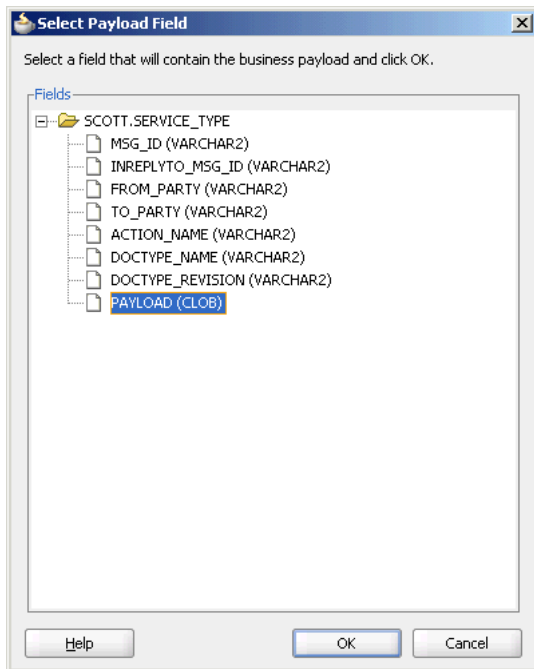 Select Payload Field
Select a field that will contain the business payload and click OK.
Fields
SCOTT.SERVICE_TYPE
MSG_ID (VARCHAR2)
INREPLYTO_MSG_ID (VARCHAR2)
FROM_PARTY (VARCHAR2)
TO_PARTY (VARCHAR2)
ACTION_NAME (VARCHAR2)
DOCTYPE_NAME (VARCHAR2)
DOCTYPE_REVISION (VARCHAR2)
PAYLOAD (CLOB)
Help OK Cancel